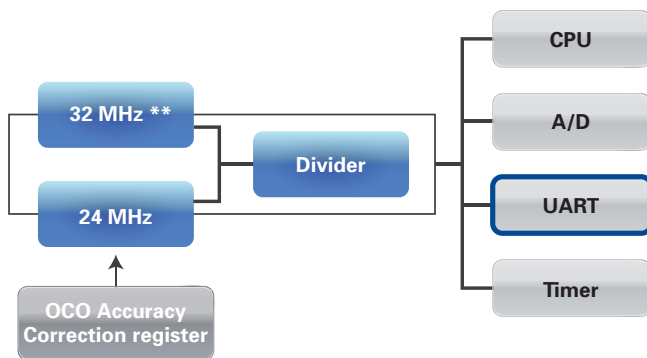 32 MHz **
24 MHz
OCO Accuracy
Correction register
Divider
CPU
A/D
UART
Timer